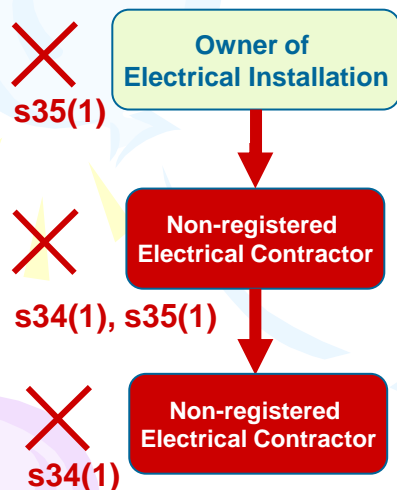 Owner of
Electrical Installation
s35(1)
Non-registered
Electrical Contractor
s34(1), s35(1)
Non-registered
Electrical Contractor
s34(1)